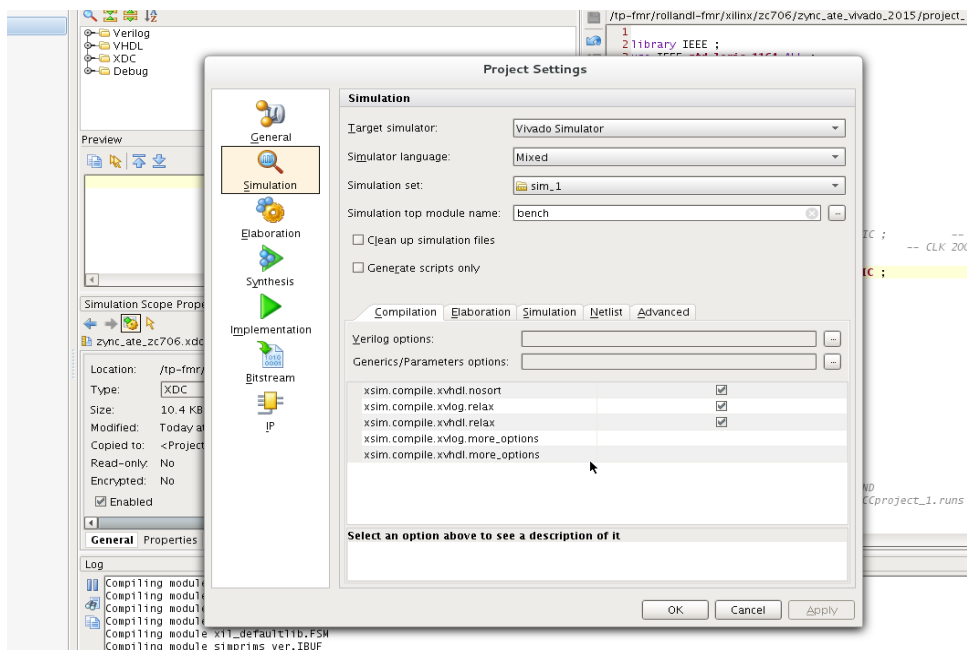 /tp-fmr/rollandl-fmr/xilinx/zc706/zync_ate_vivado_2015/project_
Verilog
VHDL
XDC
Debug
1
2 library IEEE ;
Project Settings
Preview
General
Simulation
Elaboration
Synthesis
Implementation
Bitstream
IP
Simulation
Target simulator: Vivado Simulator
Simulator language: Mixed
Simulation set: sim_1
Simulation top module name: bench
Clean up simulation files
Generate scripts only
Compilation Elaboration Simulation Netlist Advanced
Verilog options:
Generics/Parameters options:
xsim.compile.xvhdl.nosort
xsim.compile.xvlog.relax
xsim.compile.xvhdl.relax
xsim.compile.xvlog.more_options
xsim.compile.xvhdl.more_options
Select an option above to see a description of it
OK Cancel Apply
IC ; --
-- CLK 200
IC ;
ND
CCproject_1.runs
Simulation Scope Prope
zync_ate_zc706.xdc
Location: /tp-fmr/
Type: XDC
Size: 10.4 KB
Modified: Today at
Copied to: <Project
Read-only: No
Encrypted: No
Enabled
General Properties
Log
Compiling module
Compiling module
Compiling module
Compiling module
Compiling module xil_defaultlib.FSM
Compiling module simprims_ver.IBUF